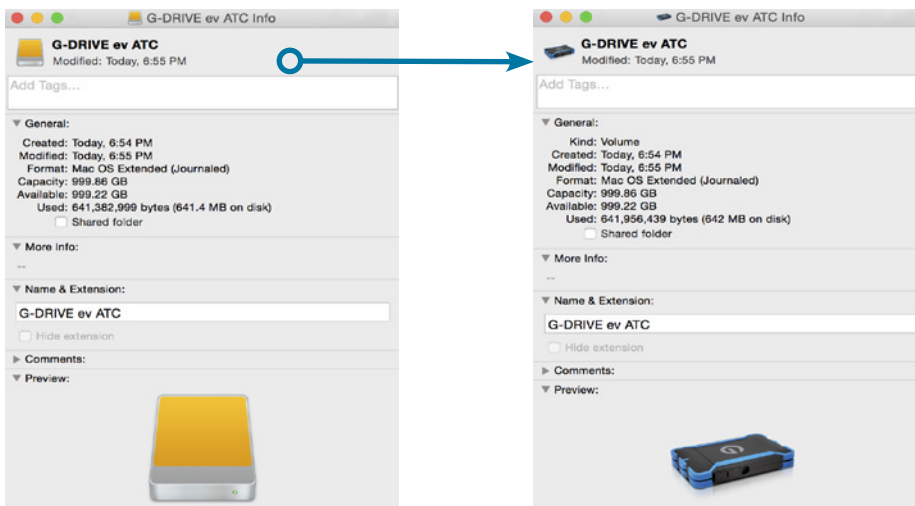 G-DRIVE ev ATC Info
G-DRIVE ev ATC
Modified: Today, 6:55 PM
Add Tags...
General:
Created: Today, 6:54 PM
Modified: Today, 6:55 PM
Format: Mac OS Extended (Journaled)
Capacity: 999.86 GB
Available: 999.22 GB
Used: 641,382,999 bytes (641.4 MB on disk)
Shared folder
More Info:
--
Name & Extension:
G-DRIVE ev ATC
Hide extension
Comments:
Preview:
G-DRIVE ev ATC Info
G-DRIVE ev ATC
Modified: Today, 6:55 PM
Add Tags...
General:
Kind: Volume
Created: Today, 6:54 PM
Modified: Today, 6:55 PM
Format: Mac OS Extended (Journaled)
Capacity: 999.86 GB
Available: 999.22 GB
Used: 641,956,439 bytes (642 MB on disk)
Shared folder
More Info:
--
Name & Extension:
G-DRIVE ev ATC
Hide extension
Comments:
Preview:
G